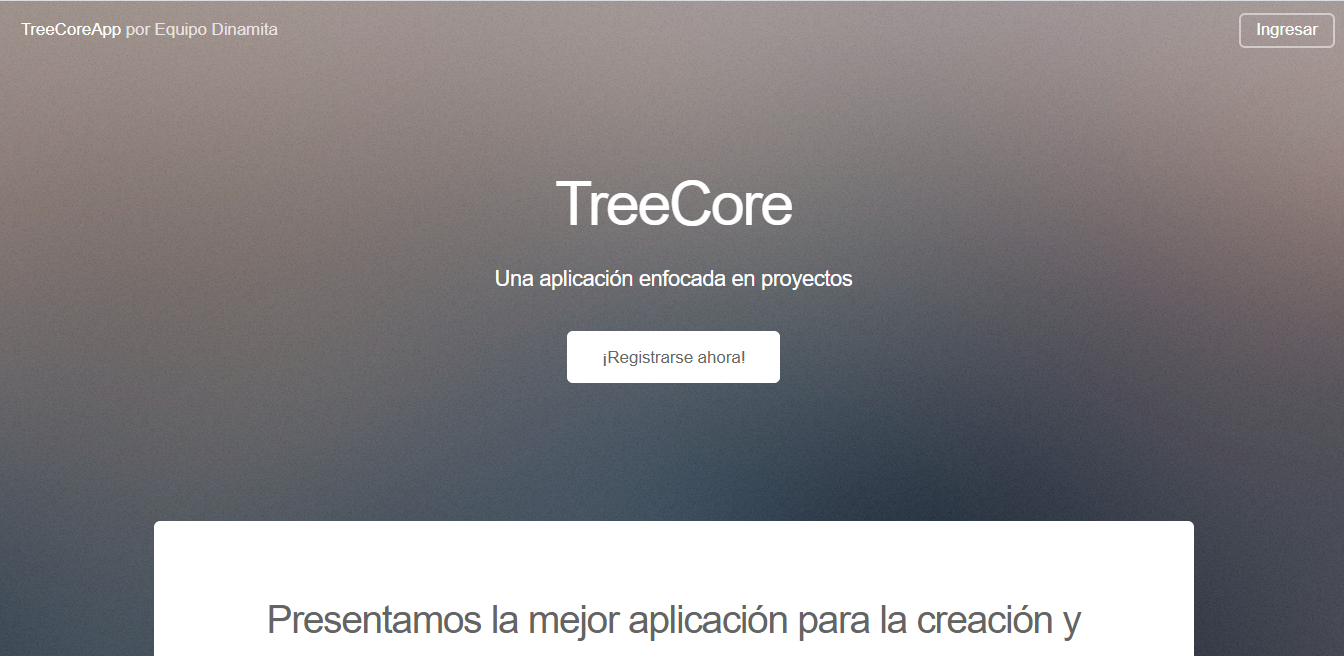 TreeCoreApp por Equipo Dinamita
Ingresar
TreeCore
Una aplicación enfocada en proyectos
¡Registrarse ahora!
Presentamos la mejor aplicación para la creación y